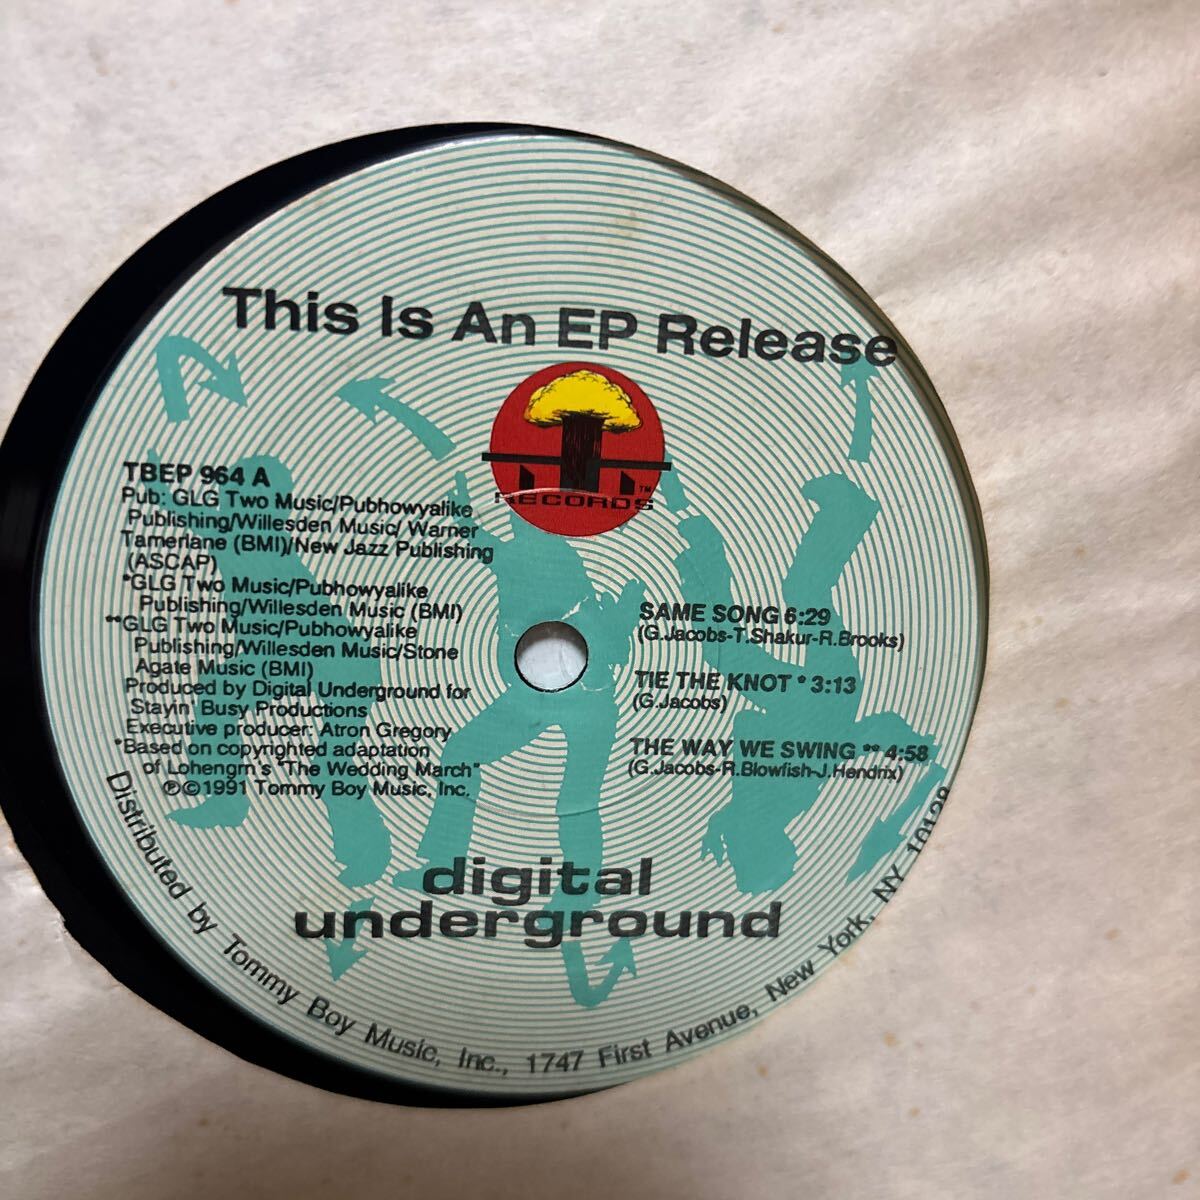 This Is An EP Release
RECORDS™
TBEP 964 A
Pub: GLG Two Music/Pubhowyalike
Publishing/Willesden Music/Warner
Tamerlane (BMI)/New Jazz Publishing
(ASCAP)
*GLG Two Music/Pubhowyalike
Publishing/Willesden Music (BMI)
**GLG Two Music/Pubhowyalike
Publishing/Willesden Music/Stone
Agate Music (BMI)
Produced by Digital Underground for
Stayin' Busy Productions
Executive producer: Atron Gregory
*Based on copyrighted adaptation
of Lohengrn's "The Wedding March"
℗©1991 Tommy Boy Music, Inc.
SAME SONG 6:29
(G.Jacobs-T.Shakur-R.Brooks)
TIE THE KNOT * 3:13
(G.Jacobs)
THE WAY WE SWING ** 4:58
(G.Jacobs-R.Blowfish-J.Hendrix)
digital
underground
Distributed by Tommy Boy Music, Inc., 1747 First Avenue, New York, NY 10128